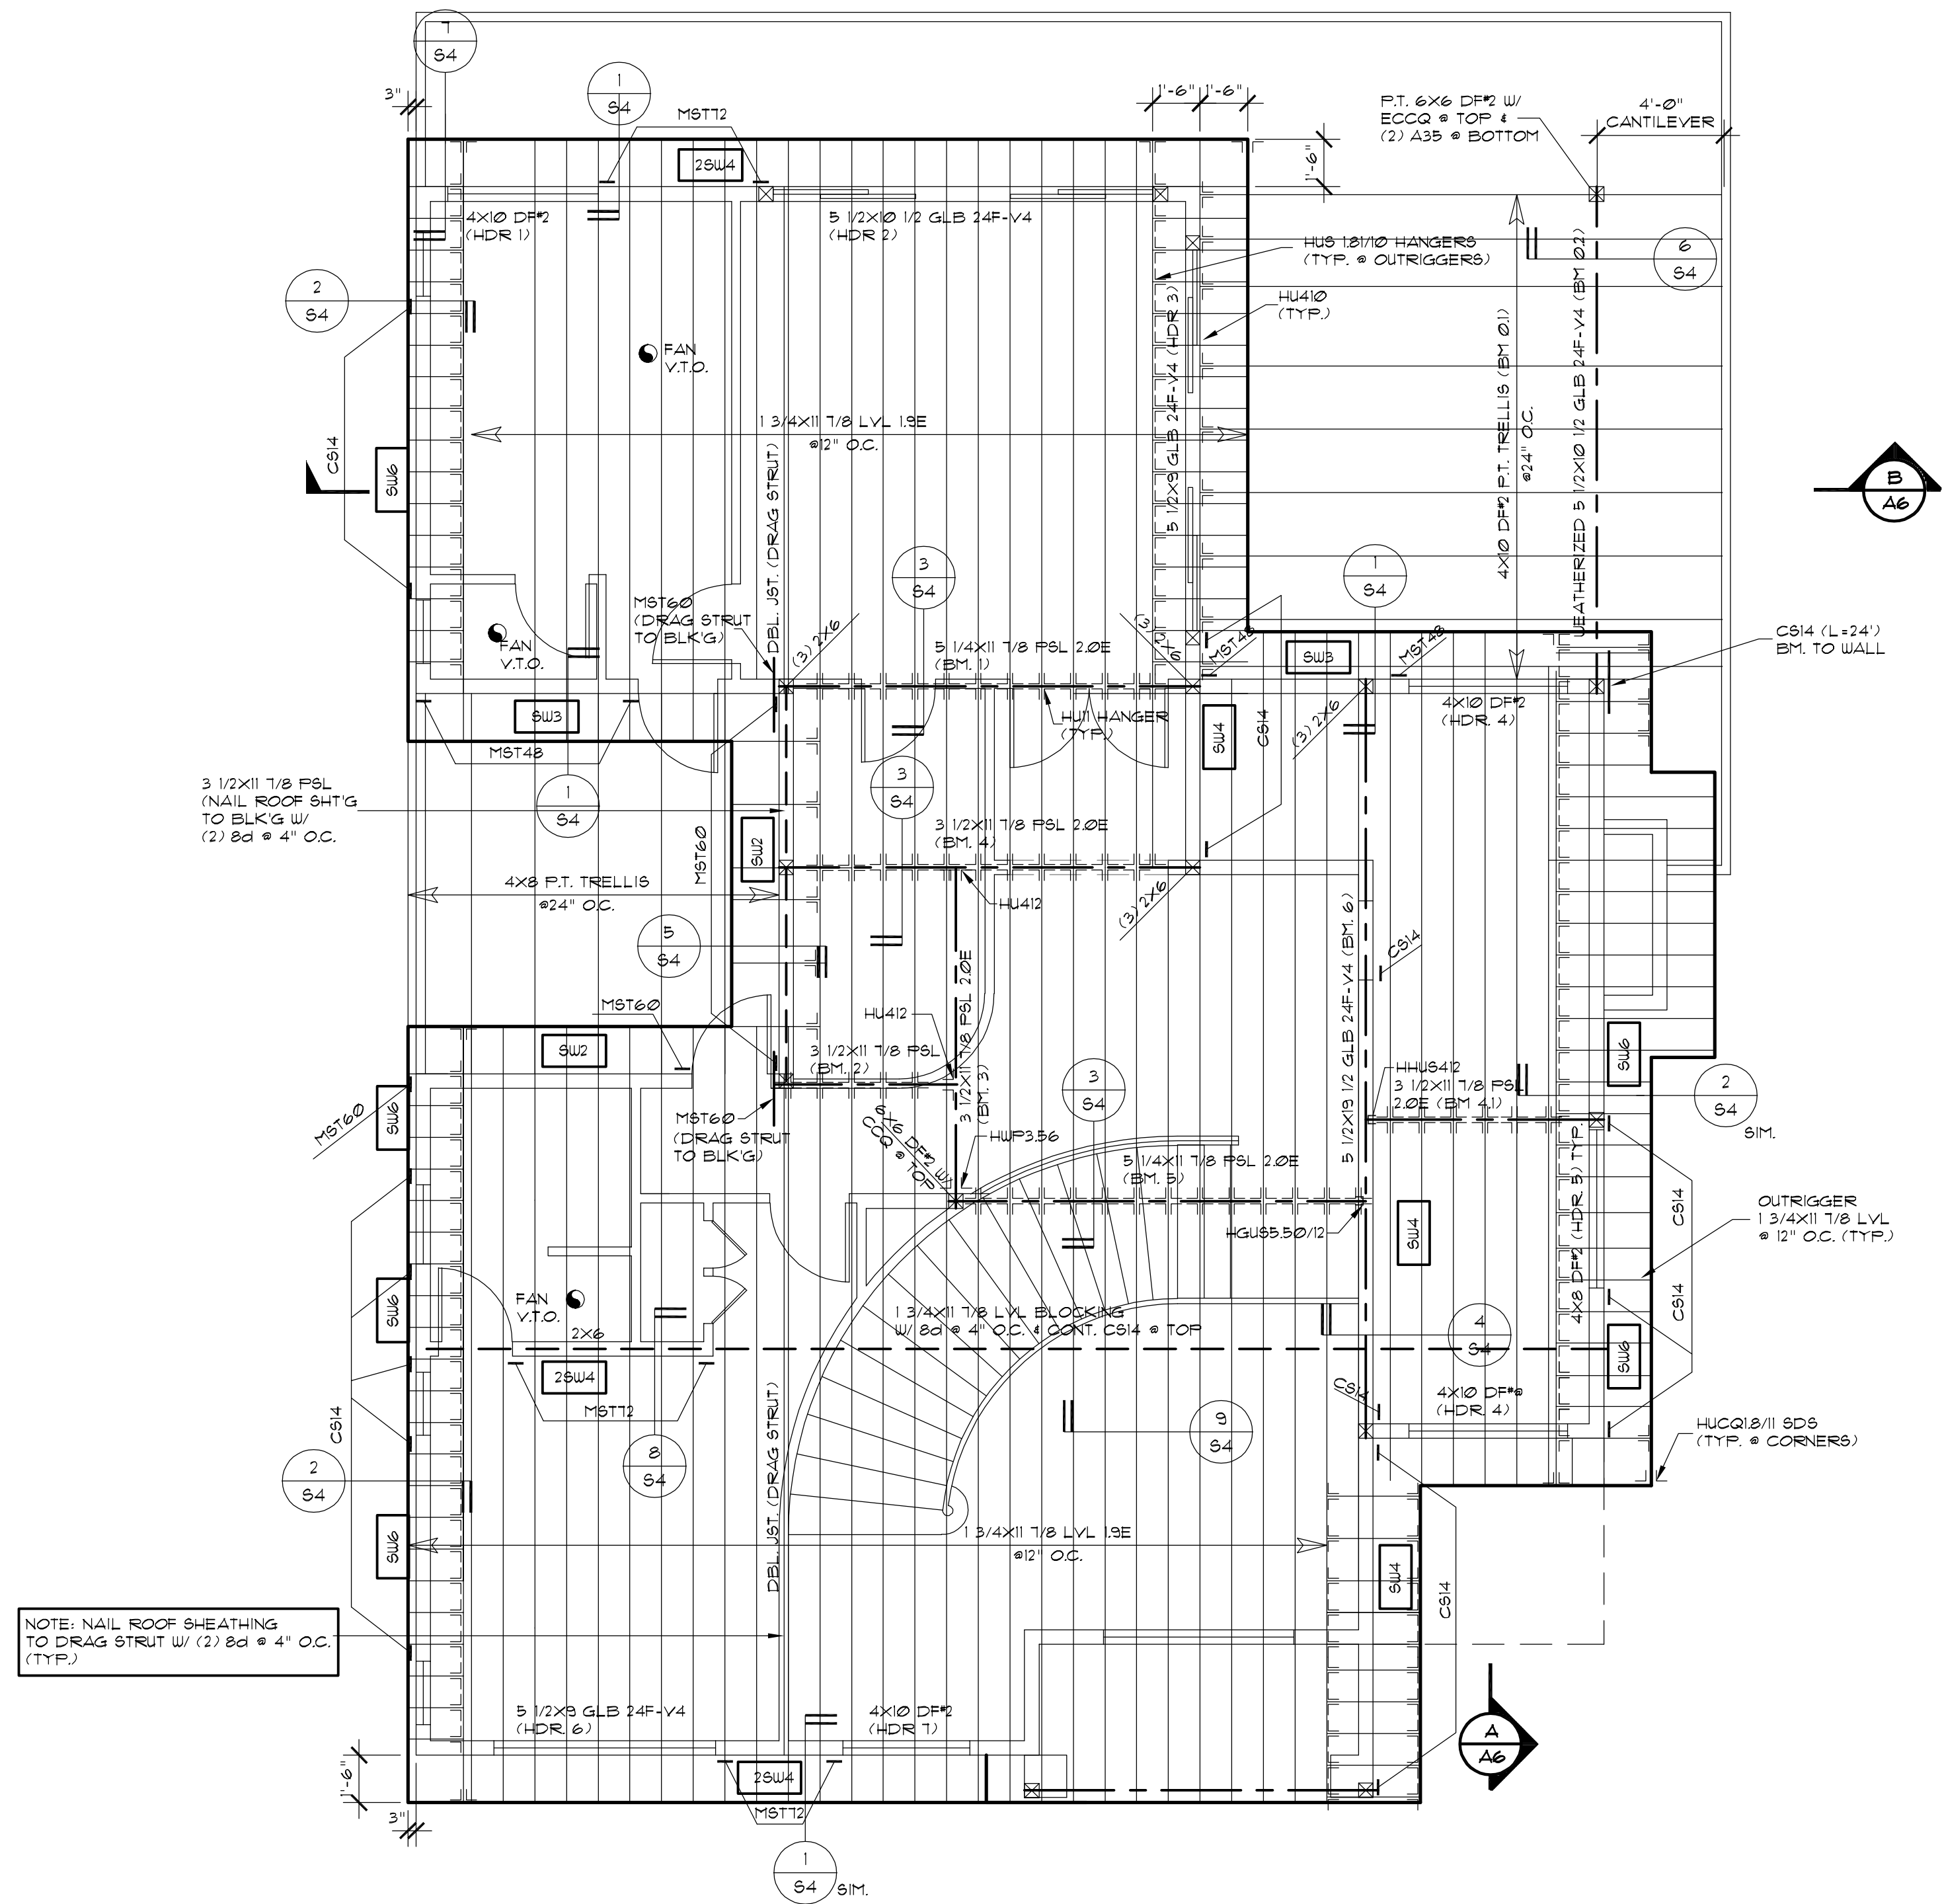 7
S4
1
S4
3"
MST72
1'-6"
1'-6"
P.T. 6X6 DF#2 W/
ECCQ @ TOP &
(2) A35 @ BOTTOM
4'-0"
CANTILEVER
1'-6"
2SW4
4X10 DF#2
(HDR 1)
5 1/2X10 1/2 GLB 24F-V4
(HDR 2)
HUS 1.81/10 HANGERS
(TYP. @ OUTRIGGERS)
6
S4
2
S4
HU410
(TYP.)
FAN
V.T.O.
5 1/2X9 GLB 24F-V4 (HDR 3)
4X10 DF#2 P.T. TRELLIS (BM 0.1)
@24" O.C.
WEATHERIZED 5 1/2X10 1/2 GLB 24F-V4 (BM 0.2)
1 3/4X11 7/8 LVL 1.9E
@12" O.C.
CS14
SW6
DBL. JST. (DRAG STRUT)
B
A6
3
S4
1
S4
MST60
(DRAG STRUT
TO BLK'G)
FAN
V.T.O.
(3) 2X6
5 1/4X11 7/8 PSL 2.0E
(BM. 1)
(3) 2X6
MST48
SW3
MST48
CS14 (L=24')
BM. TO WALL
SW3
HU11 HANGER
(TYP.)
SW4
CS14
(3) 2X6
4X10 DF#2
(HDR. 4)
MST48
3 1/2X11 7/8 PSL
(NAIL ROOF SHT'G
TO BLK'G W/
(2) 8d @ 4" O.C.
1
S4
3
S4
MST60
SW2
3 1/2X11 7/8 PSL 2.0E
(BM. 4)
4X8 P.T. TRELLIS
@24" O.C.
HU412
(3) 2X6
5
S4
5 1/2X19 1/2 GLB 24F-V4 (BM. 6)
CS14
MST60
HU412
3 1/2X11 7/8 PSL 2.0E
(BM. 3)
SW2
3 1/2X11 7/8 PSL
(BM. 2)
3
S4
HHUS412
3 1/2X11 7/8 PSL
2.0E (BM 4.1)
SW6
2
S4
SIM.
MST60
SW6
MST60
(DRAG STRUT
TO BLK'G)
6X6 DF#2 W/
CCQ @ TOP
HWP3.56
5 1/4X11 7/8 PSL 2.0E
(BM. 5)
4X8 DF#2 (HDR 5) TYP.
CS14
OUTRIGGER
1 3/4X11 7/8 LVL
@ 12" O.C. (TYP.)
HGUS5.50/12
SW4
SW6
FAN
V.T.O.
2X6
1 3/4X11 7/8 LVL BLOCKING
W/ 8d @ 4" O.C. & CONT. CS14 @ TOP
4
S4
CS14
SW6
2SW4
MST72
DBL. JST. (DRAG STRUT)
CS14
4X10 DF#@
(HDR. 4)
CS14
8
S4
9
S4
HUCQ1.8/11 SDS
(TYP. @ CORNERS)
2
S4
SW6
1 3/4X11 7/8 LVL 1.9E
@12" O.C.
SW4
CS14
NOTE: NAIL ROOF SHEATHING
TO DRAG STRUT W/ (2) 8d @ 4" O.C.
(TYP.)
5 1/2X9 GLB 24F-V4
(HDR. 6)
4X10 DF#2
(HDR 7)
A
A6
1'-6"
2SW4
MST72
3"
1
S4
SIM.